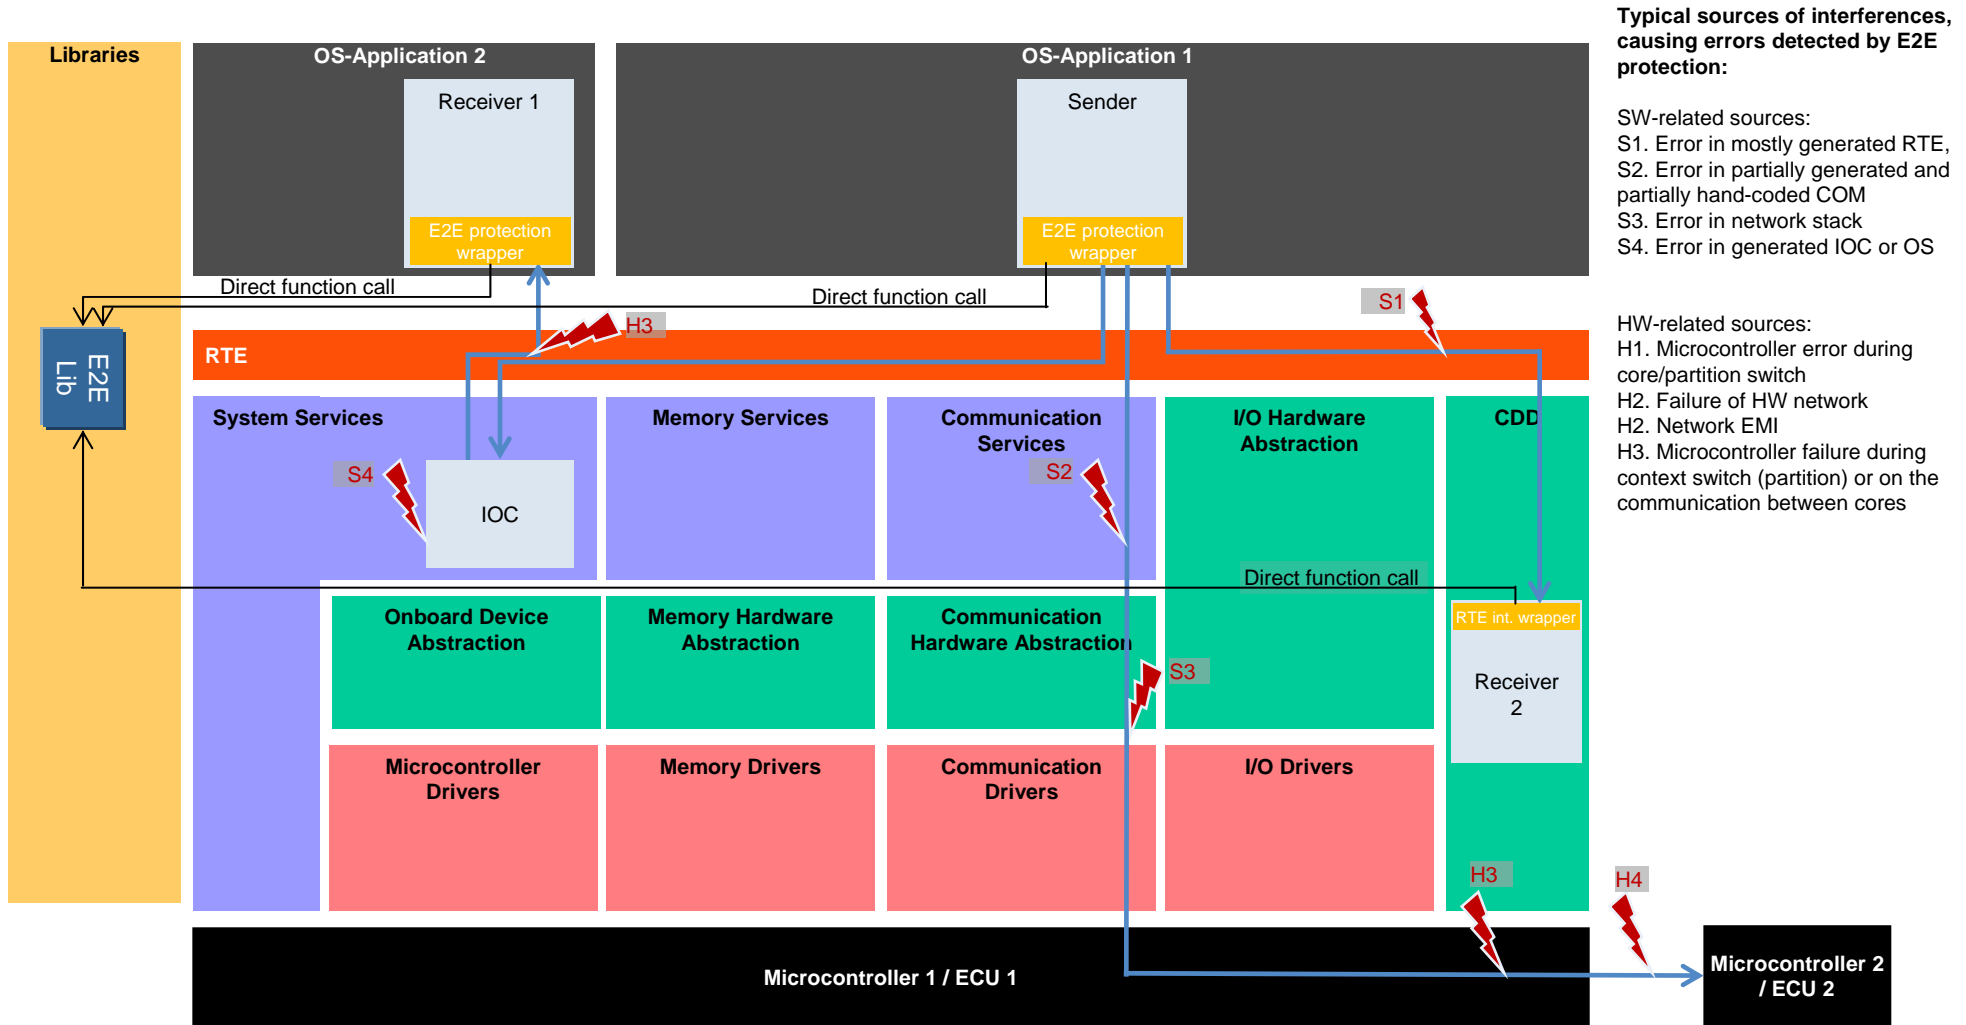 Typical sources of interferences,
causing errors detected by E2E
protection:
SW-related sources:
S1. Error in mostly generated RTE,
S2. Error in partially generated and
partially hand-coded COM
S3. Error in network stack
S4. Error in generated IOC or OS
HW-related sources:
H1. Microcontroller error during
core/partition switch
H2. Failure of HW network
H2. Network EMI
H3. Microcontroller failure during
context switch (partition) or on the
communication between cores
Libraries
OS-Application 2
OS-Application 1
Receiver 1
Sender
E2E protection
wrapper
E2E protection
wrapper
Direct function call
Direct function call
S1
H3
E2E
Lib
RTE
System Services
Memory Services
Communication
Services
I/O Hardware
Abstraction
CDD
S4
S2
IOC
Direct function call
Onboard Device
Abstraction
Memory Hardware
Abstraction
Communication
Hardware Abstraction
RTE int. wrapper
S3
Receiver
2
Microcontroller
Drivers
Memory Drivers
Communication
Drivers
I/O Drivers
H3
H4
Microcontroller 1 / ECU 1
Microcontroller 2
/ ECU 2